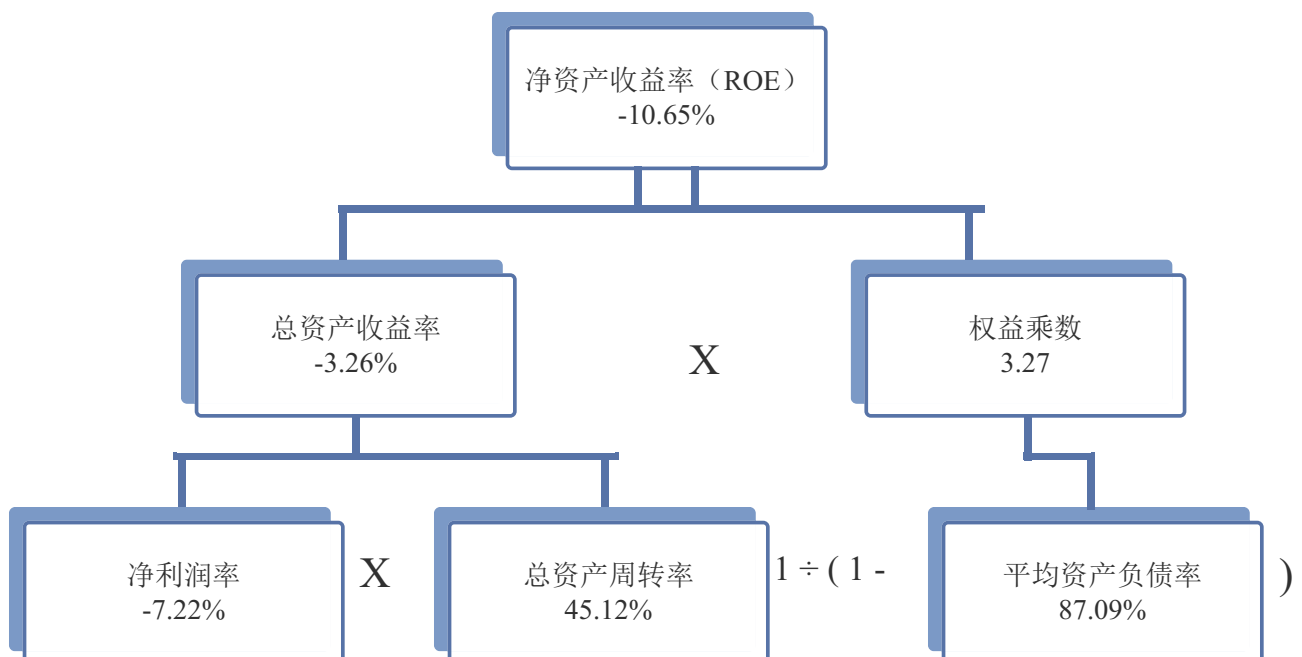 净资产收益率（ROE）
-10.65%
总资产收益率
-3.26%
X
权益乘数
3.27
净利润率
-7.22%
X
总资产周转率
45.12%
1 ÷ ( 1 -
平均资产负债率
87.09%
)